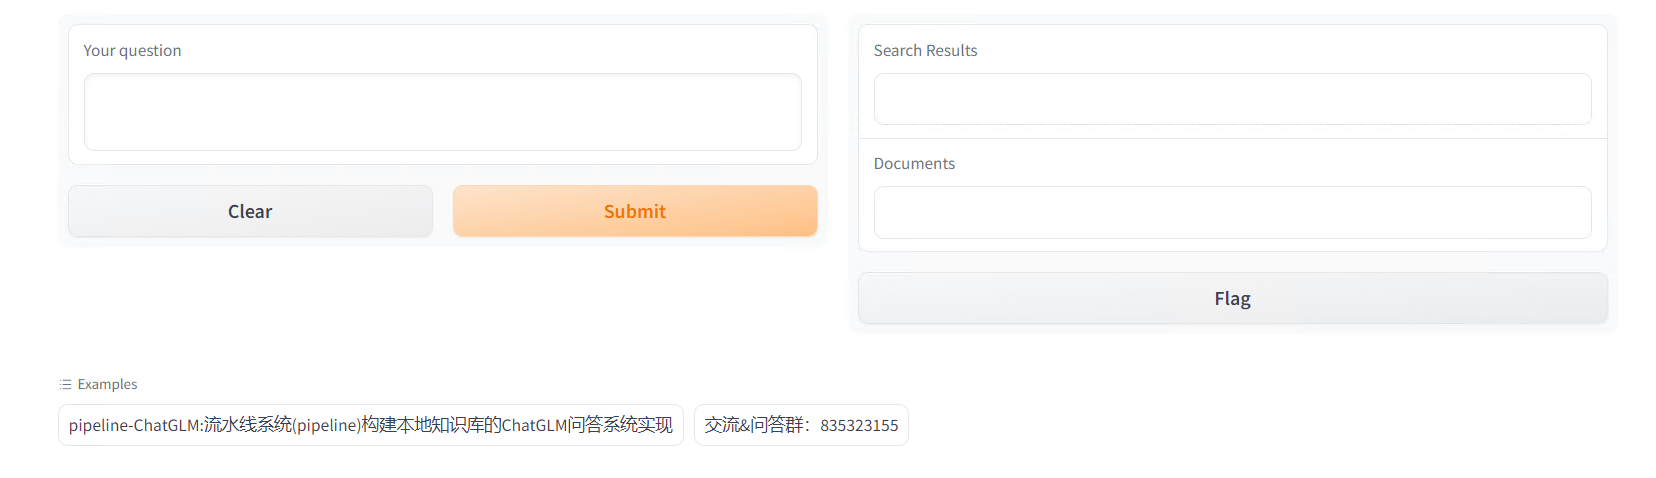 Your question
Clear
Submit
Search Results
Documents
Flag
Examples
pipeline-ChatGLM:流水线系统(pipeline)构建本地知识库的ChatGLM问答系统实现
交流&问答群：835323155